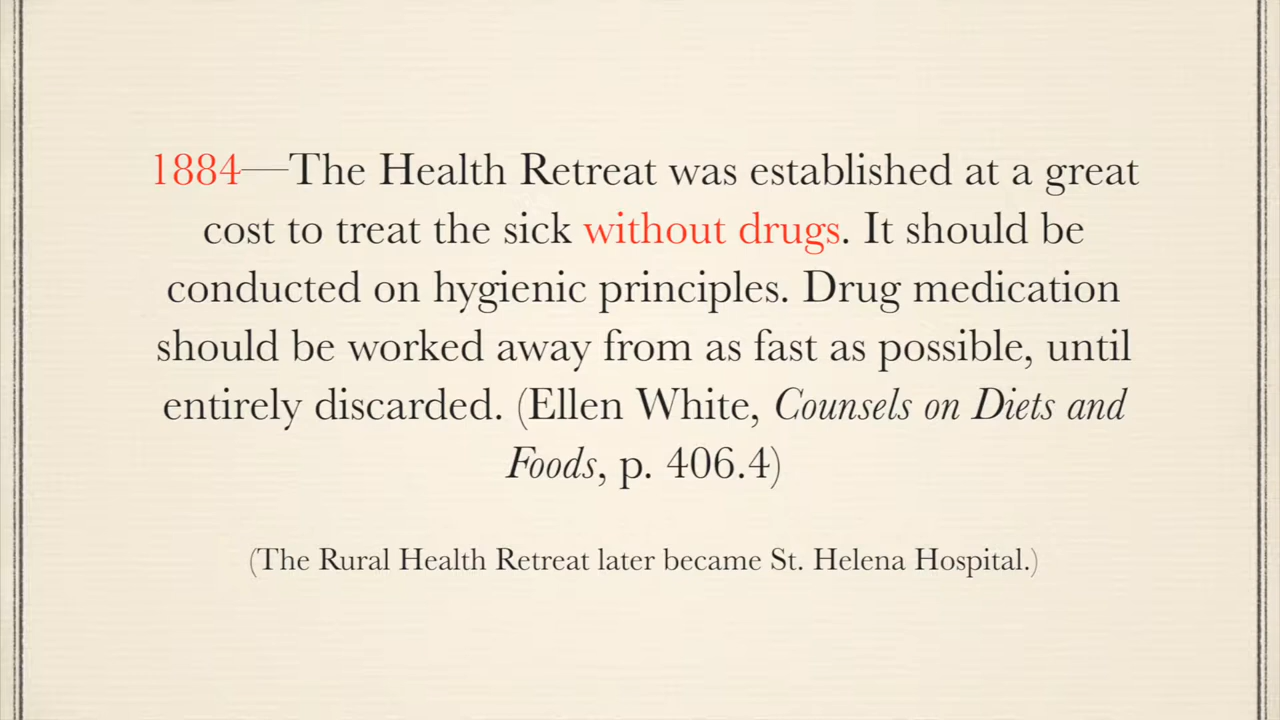 1884—The Health Retreat was established at a great
cost to treat the sick without drugs. It should be
conducted on hygienic principles. Drug medication
should be worked away from as fast as possible, until
entirely discarded. (Ellen White, Counsels on Diets and
Foods, p. 406.4)
(The Rural Health Retreat later became St. Helena Hospital.)